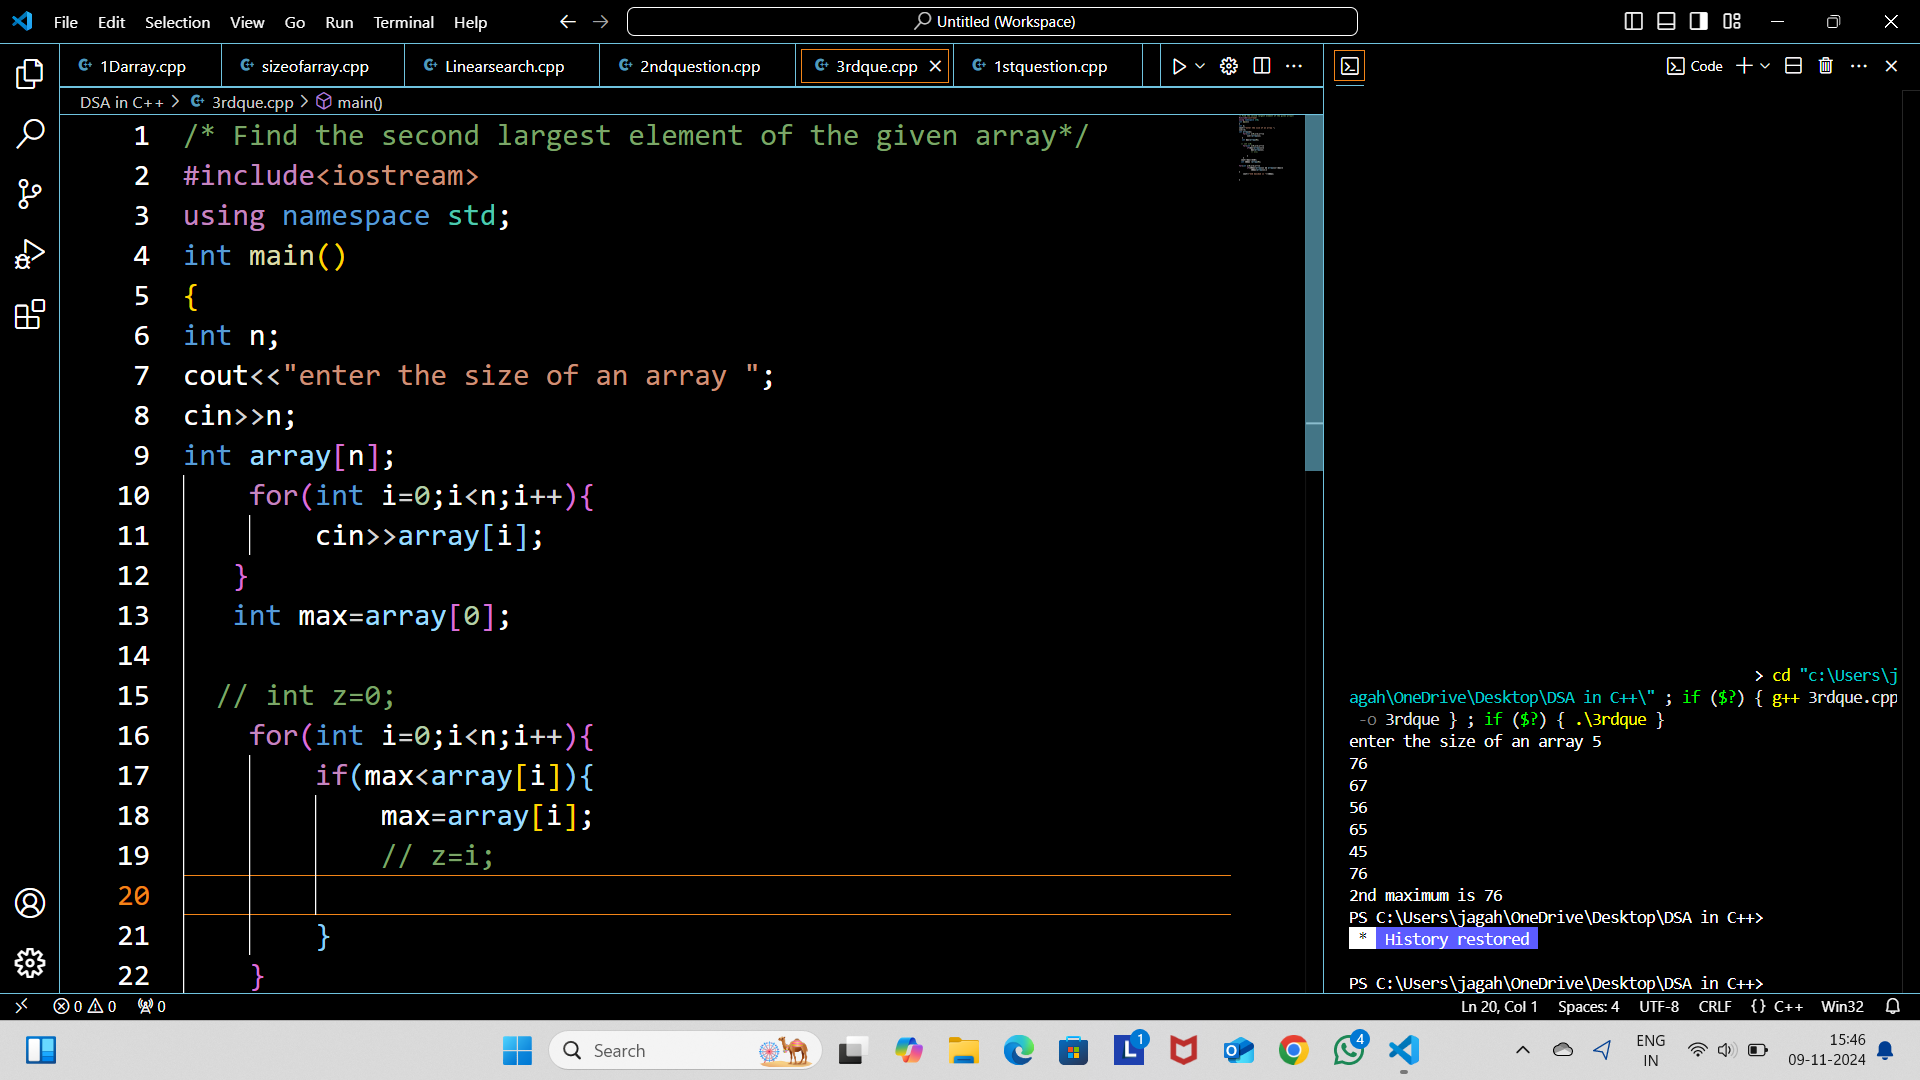 File Edit Selection View Go Run Terminal Help
Untitled (Workspace)
1Darray.cpp sizeofarray.cpp Linearsearch.cpp 2ndquestion.cpp 3rdque.cpp 1stquestion.cpp
Code
DSA in C++ > 3rdque.cpp > main()
1 /* Find the second largest element of the given array*/
2 #include<iostream>
3 using namespace std;
4 int main()
5 {
6 int n;
7 cout<<"enter the size of an array ";
8 cin>>n;
9 int array[n];
10 for(int i=0;i<n;i++){
11 cin>>array[i];
12 }
13 int max=array[0];
14
15 // int z=0;
16 for(int i=0;i<n;i++){
17 if(max<array[i]){
18 max=array[i];
19 // z=i;
20
21 }
22 }
> cd "c:\Users\j
agah\OneDrive\Desktop\DSA in C++\" ; if ($?) { g++ 3rdque.cpp
-o 3rdque } ; if ($?) { .\3rdque }
enter the size of an array 5
76
67
56
65
45
76
2nd maximum is 76
PS C:\Users\jagah\OneDrive\Desktop\DSA in C++>
* History restored
PS C:\Users\jagah\OneDrive\Desktop\DSA in C++>
0 0 0
Ln 20, Col 1 Spaces: 4 UTF-8 CRLF {} C++ Win32
Search
L 1
4
ENG
IN
15:46
09-11-2024